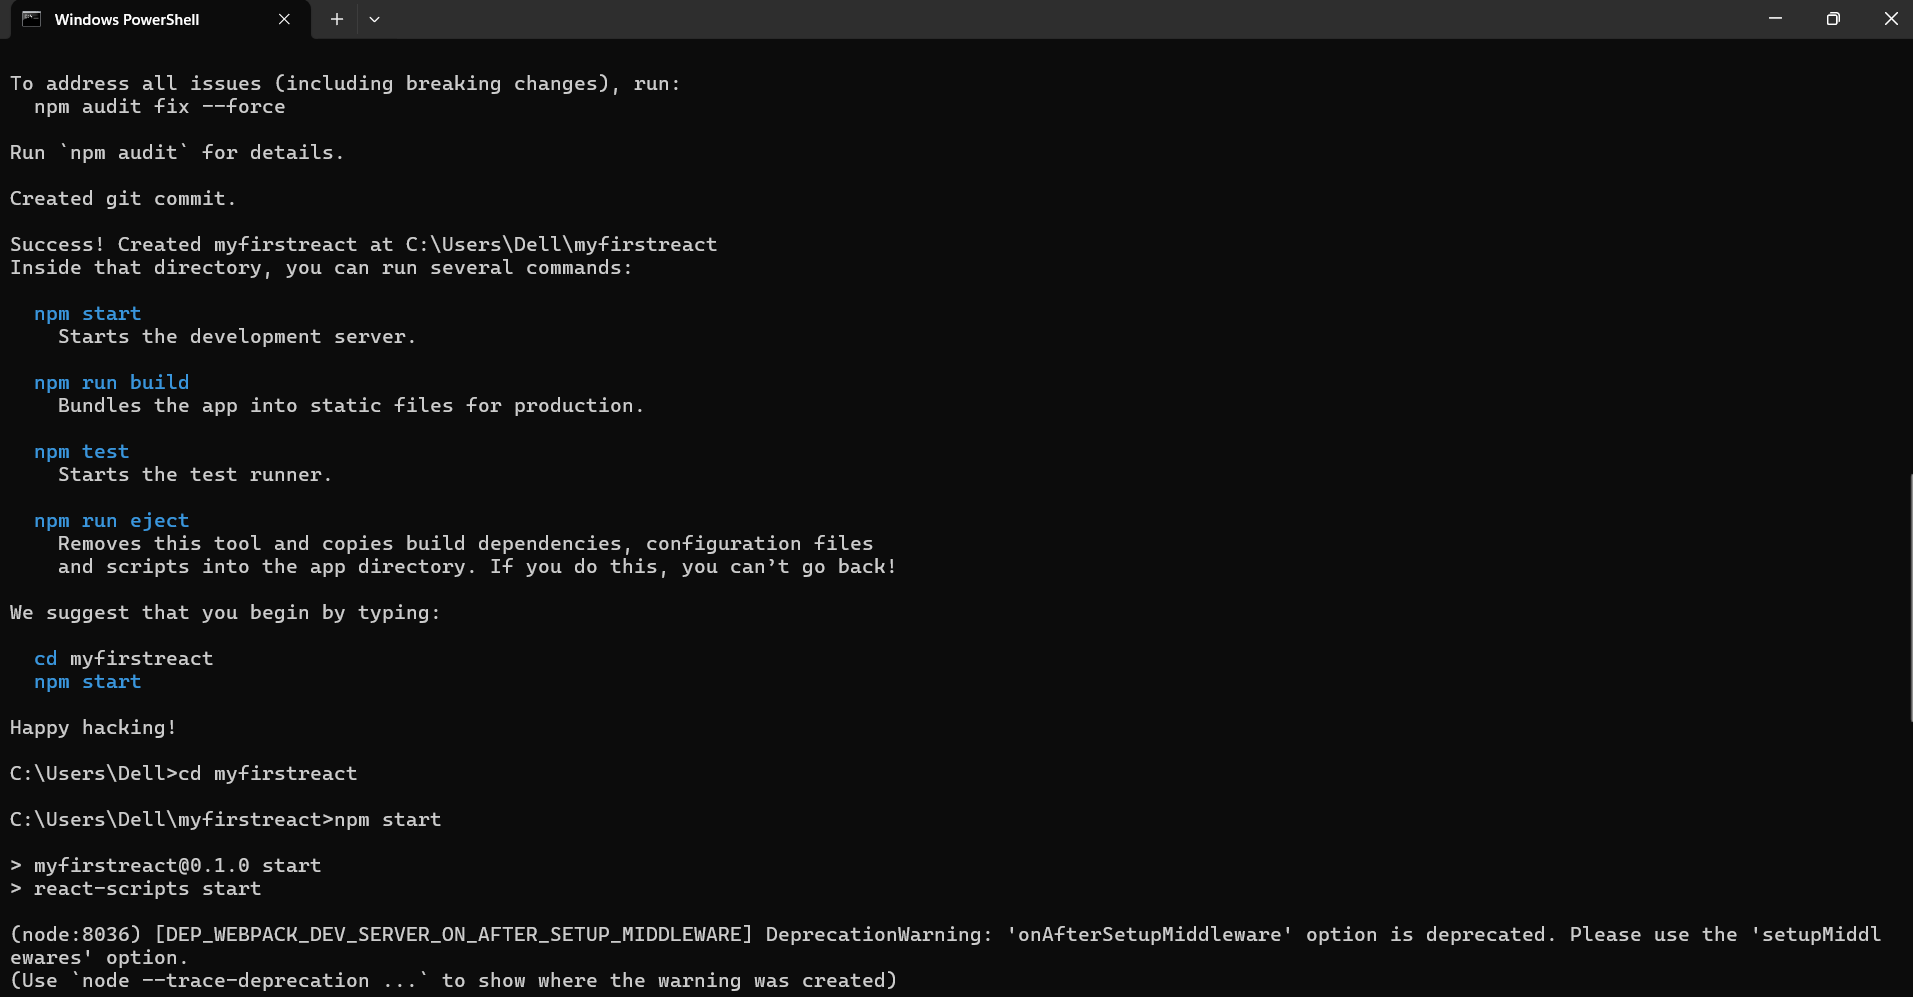 Windows PowerShell
To address all issues (including breaking changes), run:
  npm audit fix --force
Run `npm audit` for details.
Created git commit.
Success! Created myfirstreact at C:\Users\Dell\myfirstreact
Inside that directory, you can run several commands:
  npm start
    Starts the development server.
  npm run build
    Bundles the app into static files for production.
  npm test
    Starts the test runner.
  npm run eject
    Removes this tool and copies build dependencies, configuration files
    and scripts into the app directory. If you do this, you can’t go back!
We suggest that you begin by typing:
  cd myfirstreact
  npm start
Happy hacking!
C:\Users\Dell>cd myfirstreact
C:\Users\Dell\myfirstreact>npm start
> myfirstreact@0.1.0 start
> react-scripts start
(node:8036) [DEP_WEBPACK_DEV_SERVER_ON_AFTER_SETUP_MIDDLEWARE] DeprecationWarning: 'onAfterSetupMiddleware' option is deprecated. Please use the 'setupMiddl
ewares' option.
(Use `node --trace-deprecation ...` to show where the warning was created)